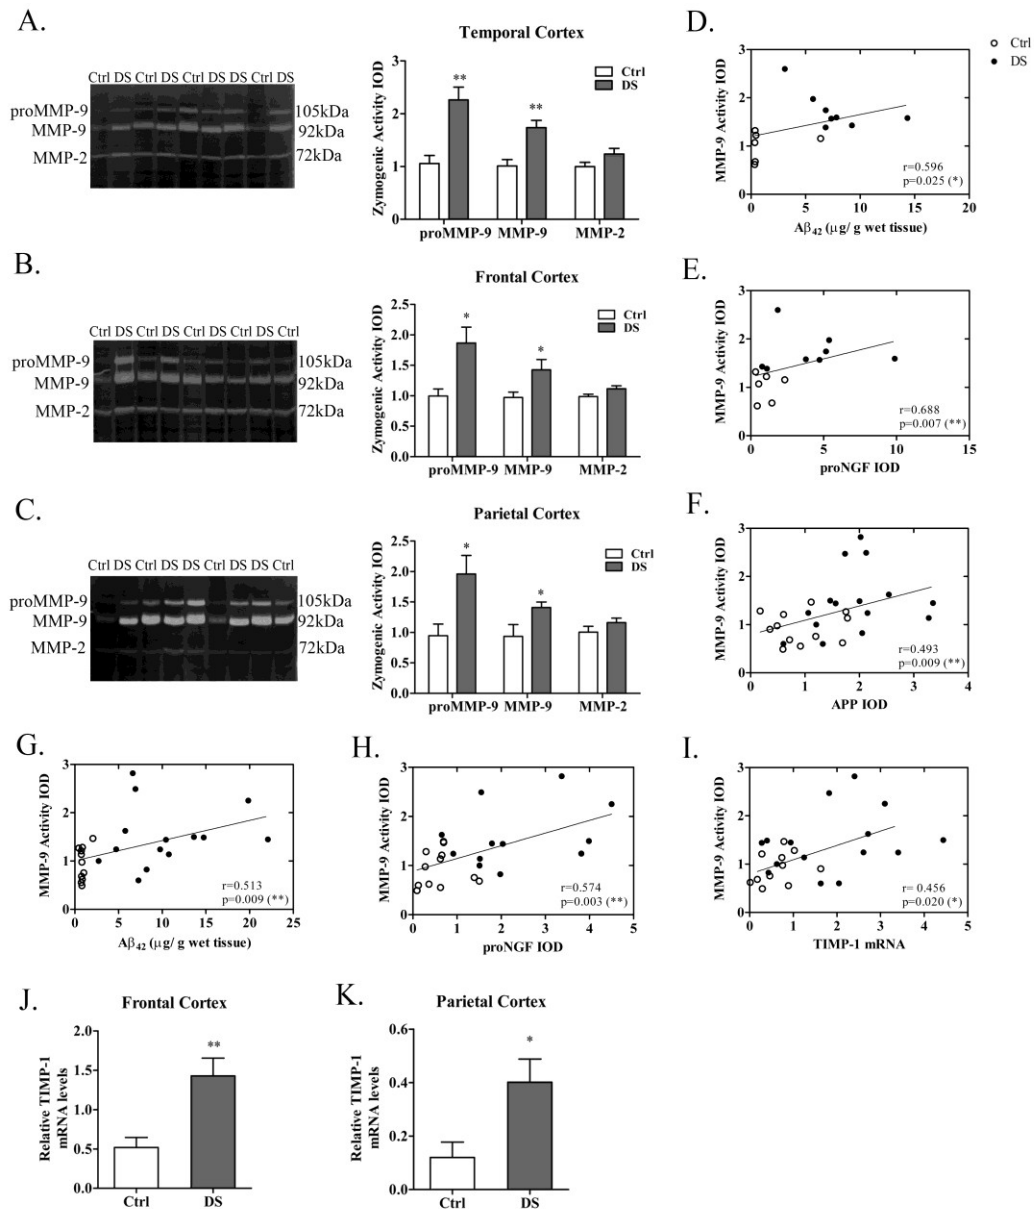 A.
Ctrl DS Ctrl DS Ctrl DS DS Ctrl DS
proMMP-9
105kDa
MMP-9
92kDa
MMP-2
72kDa
Temporal Cortex
Zymogenic Activity IOD
3
2
1
0
** **
Ctrl
DS
proMMP-9 MMP-9 MMP-2
D.
Ctrl
DS
MMP-9 Activity IOD
3
2
1
0
r=0.596
p=0.025 (*)
0 5 10 15 20
Aβ42 (μg/ g wet tissue)
B.
Ctrl DS Ctrl DS Ctrl DS Ctrl DS Ctrl
proMMP-9
105kDa
MMP-9
92kDa
MMP-2
72kDa
Frontal Cortex
Zymogenic Activity IOD
2.5
2.0
1.5
1.0
0.5
0.0
* *
Ctrl
DS
proMMP-9 MMP-9 MMP-2
E.
MMP-9 Activity IOD
3
2
1
0
r=0.688
p=0.007 (**)
0 5 10 15
proNGF IOD
C.
Ctrl DS DS DS DS Ctrl DS DS Ctrl
proMMP-9
105kDa
MMP-9
92kDa
MMP-2
72kDa
Parietal Cortex
Zymogenic Activity IOD
2.5
2.0
1.5
1.0
0.5
0.0
* *
Ctrl
DS
proMMP-9 MMP-9 MMP-2
F.
MMP-9 Activity IOD
3
2
1
0
r=0.493
p=0.009 (**)
0 1 2 3 4
APP IOD
G.
MMP-9 Activity IOD
3
2
1
0
r=0.513
p=0.009 (**)
0 5 10 15 20 25
Aβ42 (μg/ g wet tissue)
H.
MMP-9 Activity IOD
3
2
1
0
r=0.574
p=0.003 (**)
0 1 2 3 4 5
proNGF IOD
I.
MMP-9 Activity IOD
3
2
1
0
r= 0.456
p=0.020 (*)
0 1 2 3 4 5
TIMP-1 mRNA
J.
Frontal Cortex
Relative TIMP-1
mRNA levels
2.0
1.5
1.0
0.5
0.0
**
Ctrl DS
K.
Parietal Cortex
Relative TIMP-1
mRNA levels
0.6
0.4
0.2
0.0
*
Ctrl DS